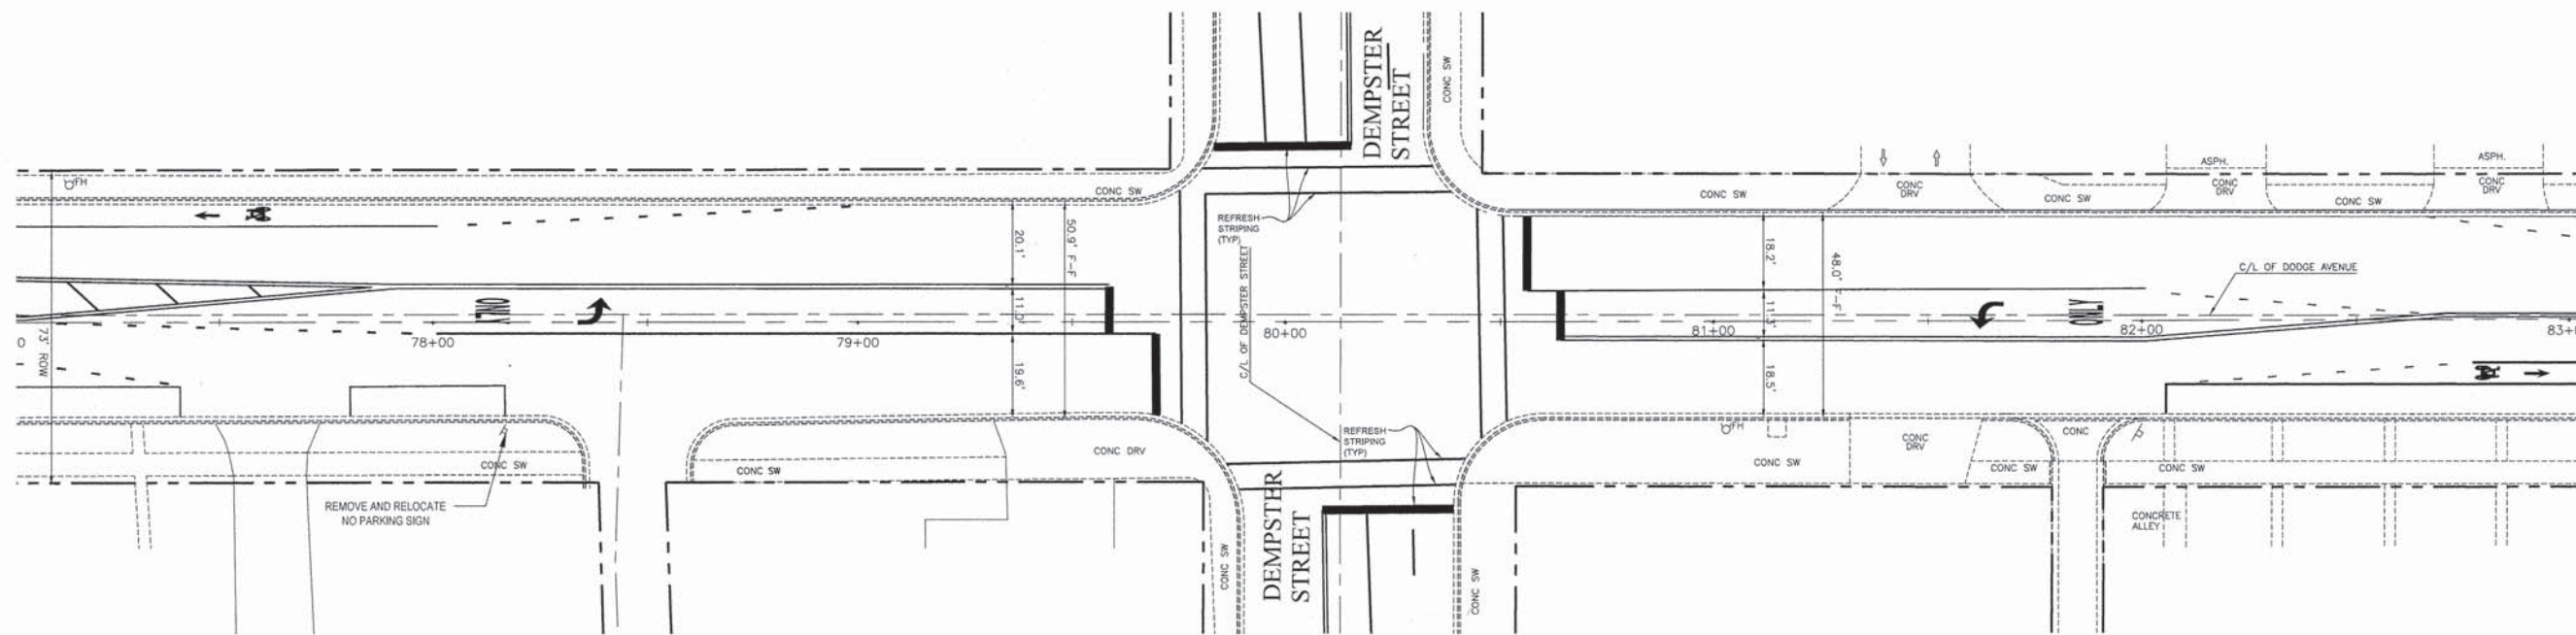 DEMPSTER
STREET
CONC SW
FH
CONC SW
REFRESH
STRIPING
(TYP)
20.1'
50.9' F-F
11.0'
19.6'
73' ROW
ONLY
0
78+00
79+00
80+00
C/L OF DEMPSTER STREET
CONC SW
CONC
DRV
CONC SW
ASPH.
CONC
DRV
CONC SW
ASPH.
CONC
DRV
18.2'
48.0' F-F
11.3'
18.5'
C/L OF DODGE AVENUE
ONLY
81+00
82+00
83+
REFRESH
STRIPING
(TYP)
CONC SW
REMOVE AND RELOCATE
NO PARKING SIGN
CONC SW
CONC DRV
FH
CONC SW
CONC
DRV
CONC SW
CONC
CONC SW
CONCRETE
ALLEY
DEMPSTER
STREET
CONC SW
CONC SW